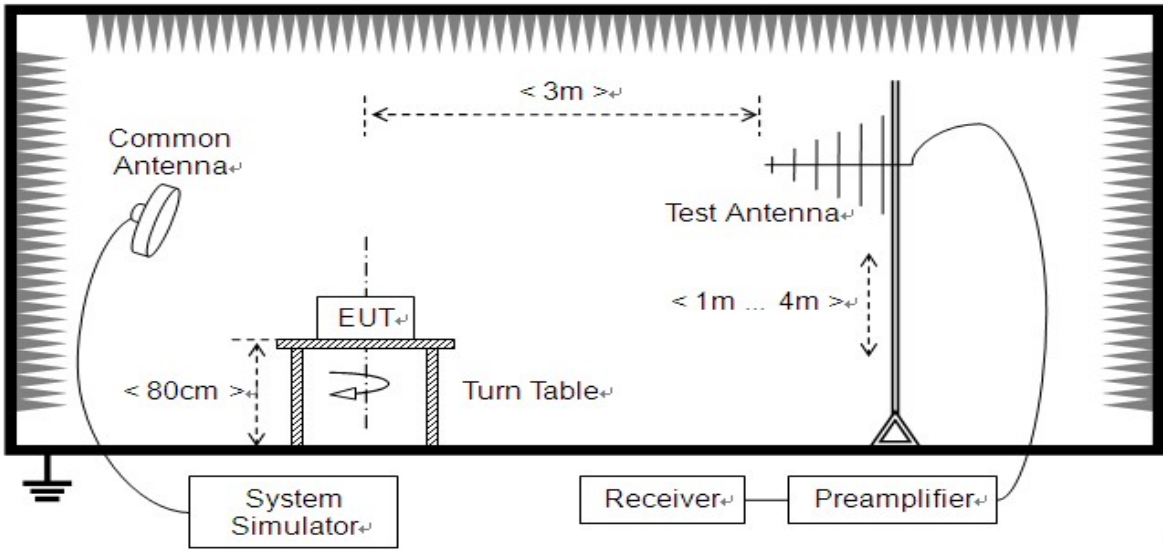 < 3m >↵
Common
Antenna↵
Test Antenna↵
< 1m ... 4m >↵
EUT↵
< 80cm >↵
Turn Table↵
System
Simulator↵
Receiver↵
Preamplifier↵